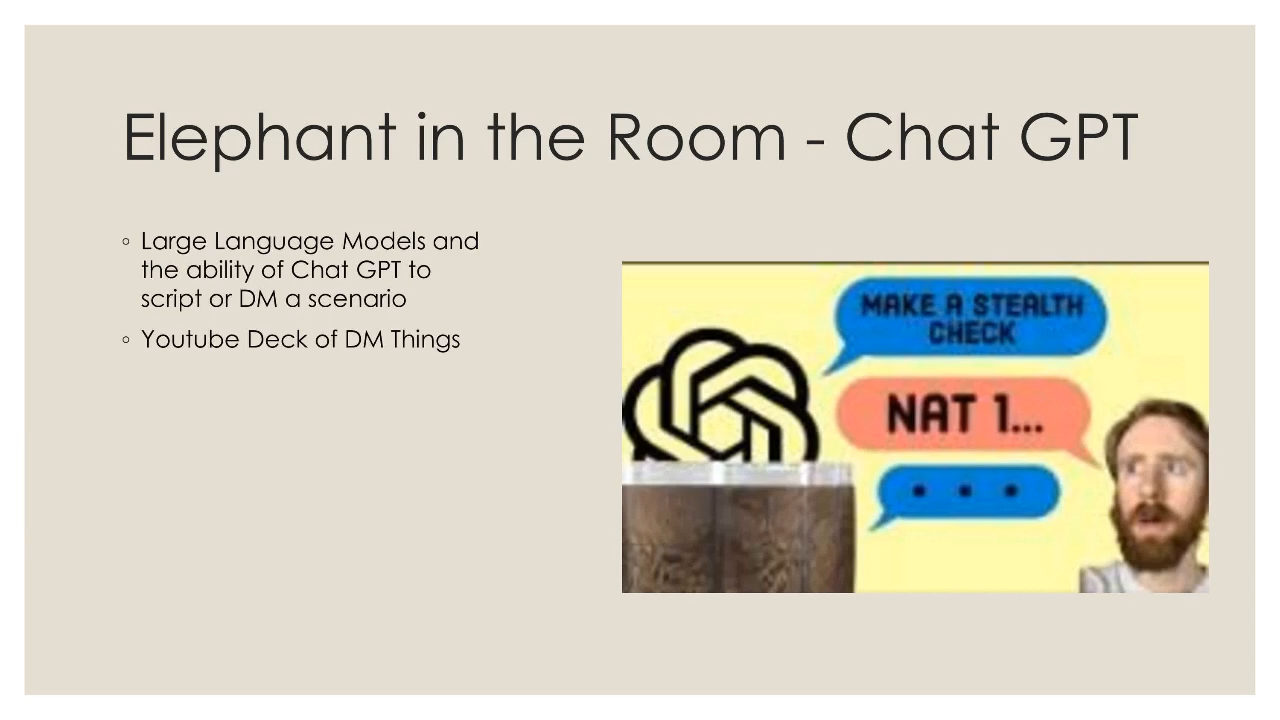 Elephant in the Room - Chat GPT
◦ Large Language Models and
the ability of Chat GPT to
script or DM a scenario
◦ Youtube Deck of DM Things
MAKE A STEALTH
CHECK
NAT 1...
• • •